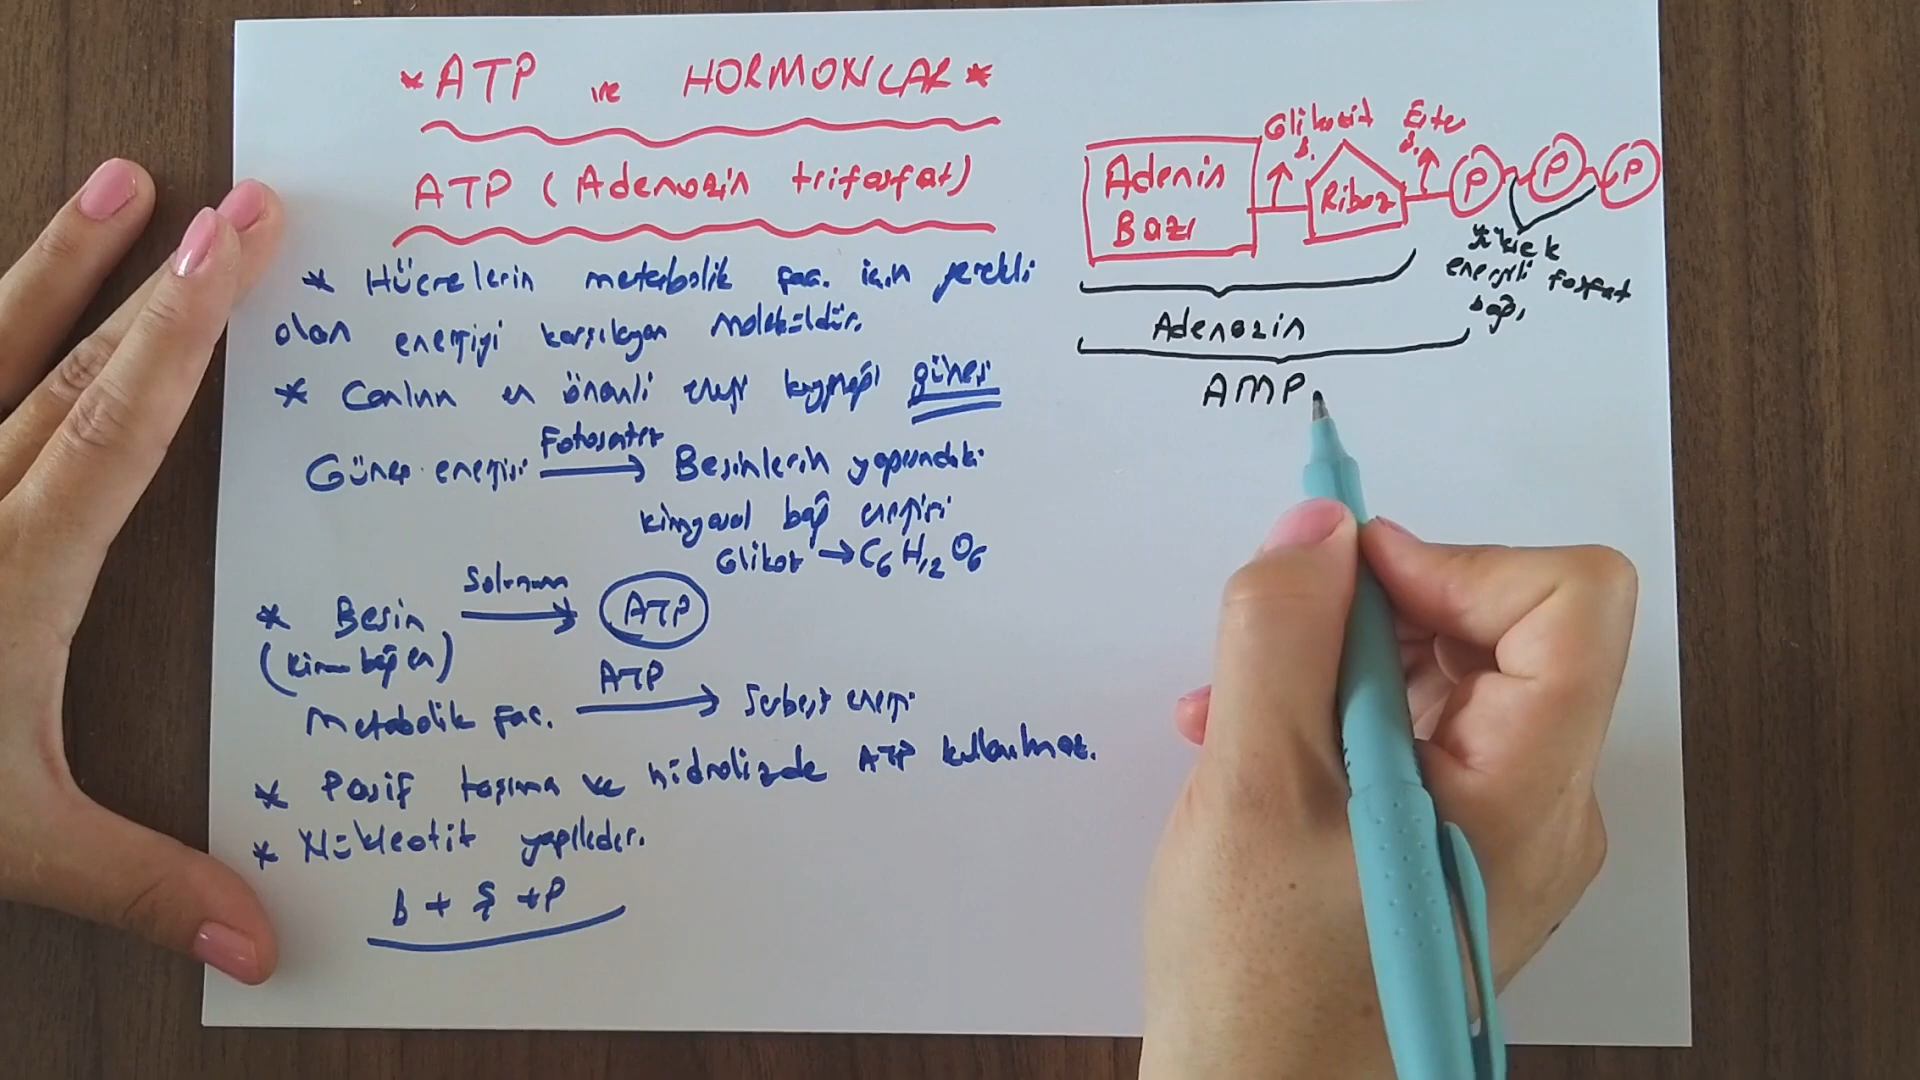 *ATP ve HORMONLAR*
ATP (Adenozin trifosfat)
* Hücrelerin metabolik faa. için gerekli
olan enerjiyi karşılayan moleküldür.
* Canlının en önemli enerji kaynağı güneş
Güneş enerjisi Fotosentez → Besinlerin yapısındaki
kimyasal bağ enerjisi
Glikoz → C6H12O6
* Besin Solunum → ATP
(kim bağ en)
Metabolik faa. ATP → Serbest enerji
* Pasif taşıma ve hidrolizde ATP kullanılmaz.
* Nükleotit yapılıdır.
b + ş + P
Glikozit b. Ester b.
Adenin Bazı Riboz P P P
Yüksek
enerjili fosfat
bağı
Adenozin
AMP